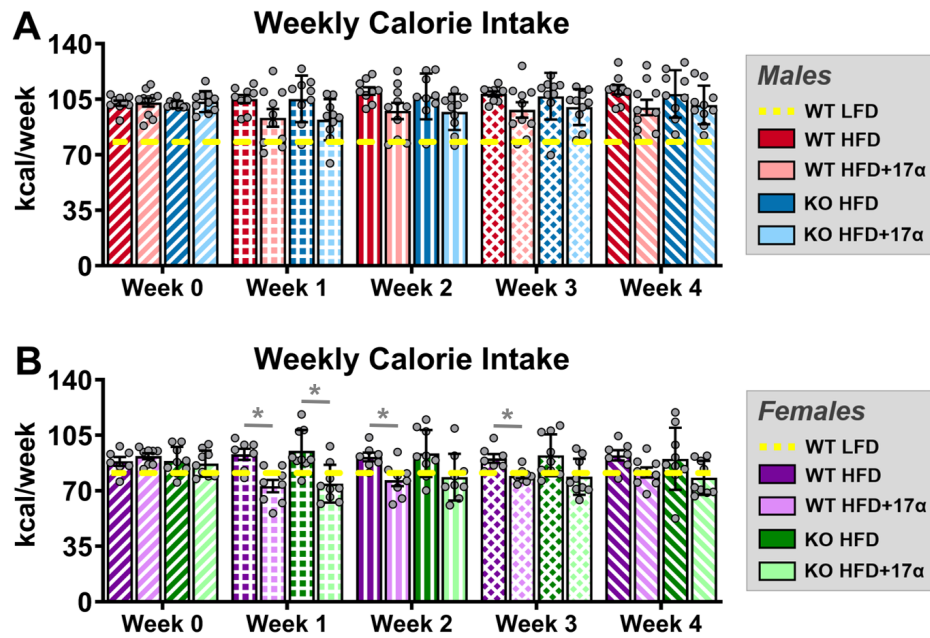 A
Weekly Calorie Intake
kcal/week
140
105
70
35
0
Week 0
Week 1
Week 2
Week 3
Week 4
Males
WT LFD
WT HFD
WT HFD+17α
KO HFD
KO HFD+17α
B
Weekly Calorie Intake
kcal/week
140
105
70
35
0
* * * *
Week 0
Week 1
Week 2
Week 3
Week 4
Females
WT LFD
WT HFD
WT HFD+17α
KO HFD
KO HFD+17α